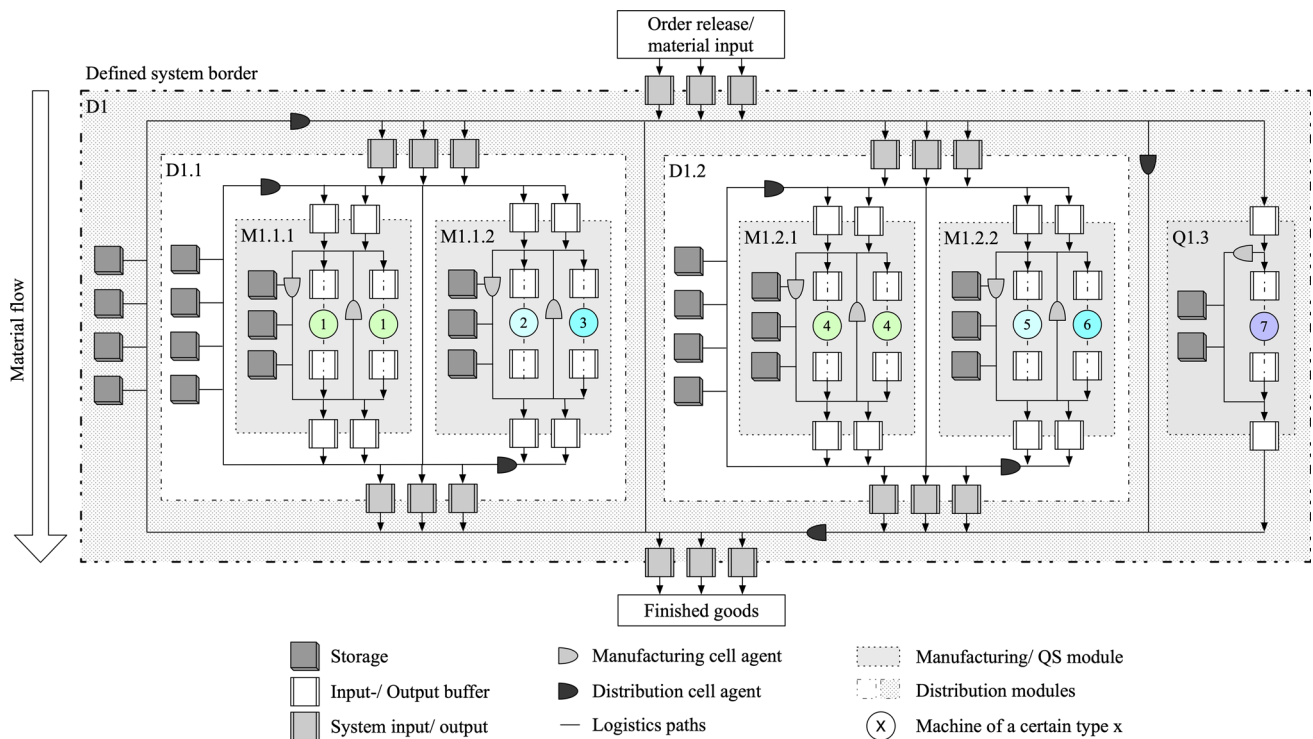 Order release/
material input
Defined system border
D1
D1.1
D1.2
M1.1.1
M1.1.2
M1.2.1
M1.2.2
Q1.3
1
1
2
3
4
4
5
6
7
Material flow
Finished goods
Storage
Manufacturing cell agent
Manufacturing/ QS module
Input-/ Output buffer
Distribution cell agent
Distribution modules
System input/ output
Logistics paths
X
Machine of a certain type x